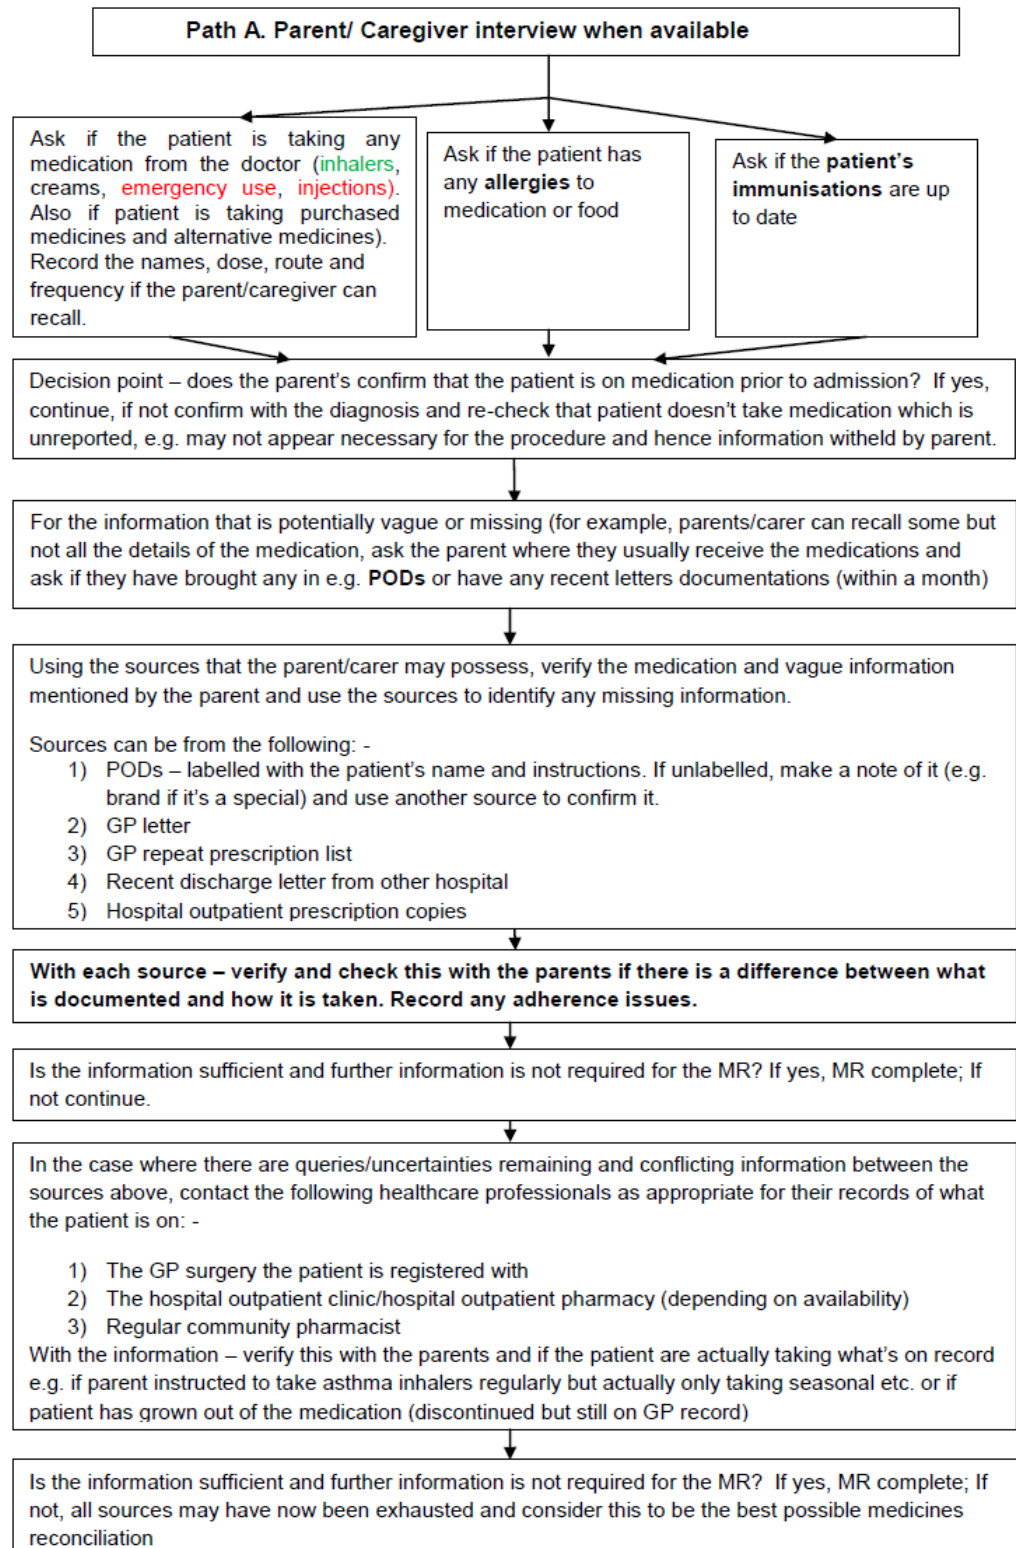 Path A. Parent/ Caregiver interview when available
Ask if the patient is taking any
medication from the doctor (inhalers,
creams, emergency use, injections).
Also if patient is taking purchased
medicines and alternative medicines).
Record the names, dose, route and
frequency if the parent/caregiver can
recall.
Ask if the patient has
any allergies to
medication or food
Ask if the patient's
immunisations are up
to date
Decision point – does the parent's confirm that the patient is on medication prior to admission? If yes,
continue, if not confirm with the diagnosis and re-check that patient doesn't take medication which is
unreported, e.g. may not appear necessary for the procedure and hence information witheld by parent.
For the information that is potentially vague or missing (for example, parents/carer can recall some but
not all the details of the medication, ask the parent where they usually receive the medications and
ask if they have brought any in e.g. PODs or have any recent letters documentations (within a month)
Using the sources that the parent/carer may possess, verify the medication and vague information
mentioned by the parent and use the sources to identify any missing information.
Sources can be from the following: -
1) PODs – labelled with the patient's name and instructions. If unlabelled, make a note of it (e.g.
brand if it's a special) and use another source to confirm it.
2) GP letter
3) GP repeat prescription list
4) Recent discharge letter from other hospital
5) Hospital outpatient prescription copies
With each source – verify and check this with the parents if there is a difference between what
is documented and how it is taken. Record any adherence issues.
Is the information sufficient and further information is not required for the MR? If yes, MR complete; If
not continue.
In the case where there are queries/uncertainties remaining and conflicting information between the
sources above, contact the following healthcare professionals as appropriate for their records of what
the patient is on: -
1) The GP surgery the patient is registered with
2) The hospital outpatient clinic/hospital outpatient pharmacy (depending on availability)
3) Regular community pharmacist
With the information – verify this with the parents and if the patient are actually taking what's on record
e.g. if parent instructed to take asthma inhalers regularly but actually only taking seasonal etc. or if
patient has grown out of the medication (discontinued but still on GP record)
Is the information sufficient and further information is not required for the MR? If yes, MR complete; If
not, all sources may have now been exhausted and consider this to be the best possible medicines
reconciliation